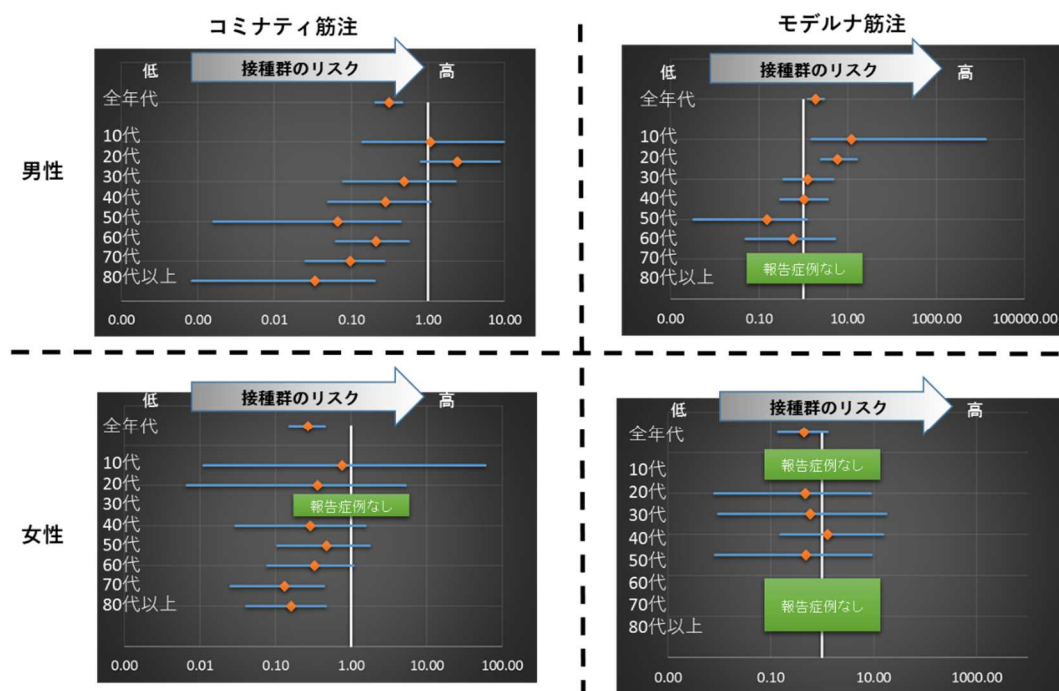 コミナティ筋注
モデルナ筋注
男性
低
接種群のリスク
高
全年代
10代
20代
30代
40代
50代
60代
70代
80代以上
0.00 0.00 0.01 0.10 1.00 10.00
低
接種群のリスク
高
全年代
10代
20代
30代
40代
50代
60代
70代
80代以上
報告症例なし
0.00 0.10 10.00 1000.00 100000.00
女性
低
接種群のリスク
高
全年代
10代
20代
30代
報告症例なし
40代
50代
60代
70代
80代以上
0.00 0.01 0.10 1.00 10.00 100.00
低
接種群のリスク
高
全年代
10代
報告症例なし
20代
30代
40代
50代
60代
70代
報告症例なし
80代以上
0.00 0.10 10.00 1000.00